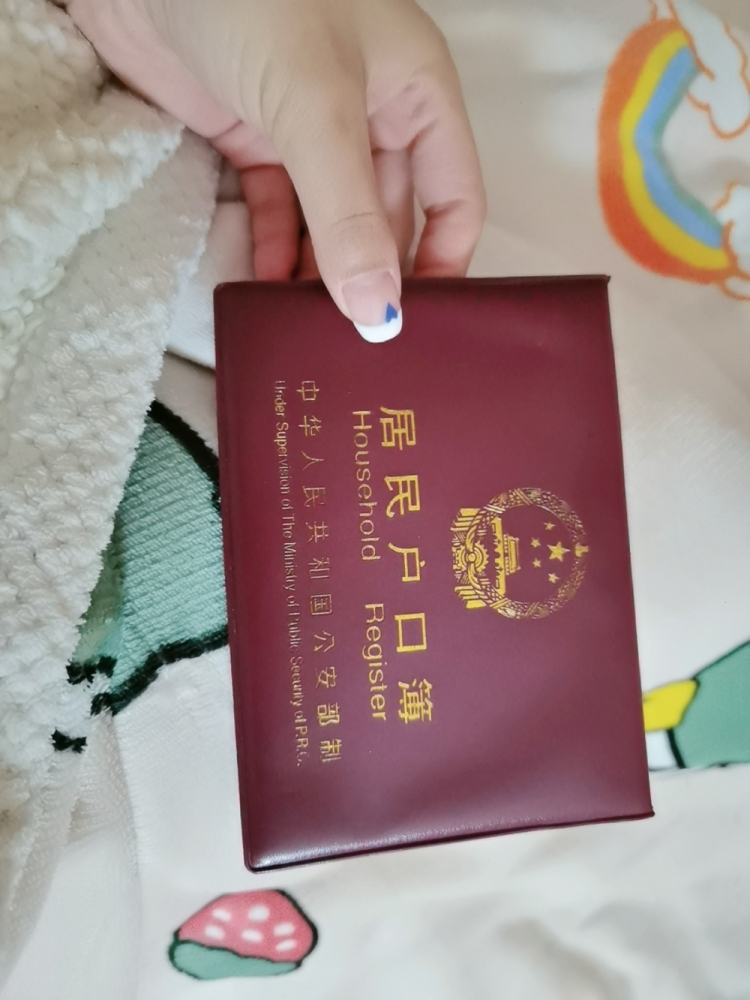 居民户口簿
Household Register
中华人民共和国公安部制
Under Supervision of The Ministry of Public Security of P.R.C.